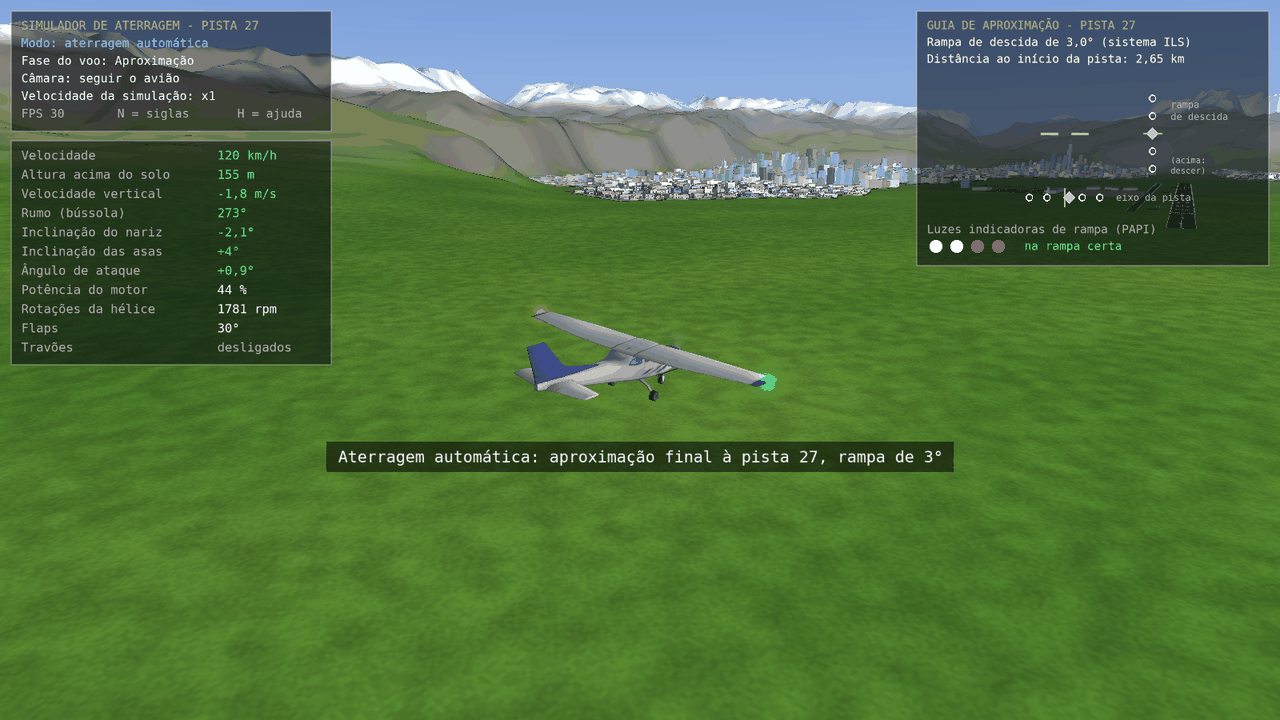 SIMULADOR DE ATERRAGEM - PISTA 27
Modo: aterragem automática
Fase do voo: Aproximação
Câmara: seguir o avião
Velocidade da simulação: x1
FPS 30 N = siglas H = ajuda
Velocidade 120 km/h
Altura acima do solo 155 m
Velocidade vertical -1,8 m/s
Rumo (bússola) 273°
Inclinação do nariz -2,1°
Inclinação das asas +4°
Ângulo de ataque +0,9°
Potência do motor 44 %
Rotações da hélice 1781 rpm
Flaps 30°
Travões desligados
GUIA DE APROXIMAÇÃO - PISTA 27
Rampa de descida de 3,0° (sistema ILS)
Distância ao início da pista: 2,65 km
rampa
de descida
(acima:
descer)
eixo da pista
Luzes indicadoras de rampa (PAPI)
na rampa certa
Aterragem automática: aproximação final à pista 27, rampa de 3°